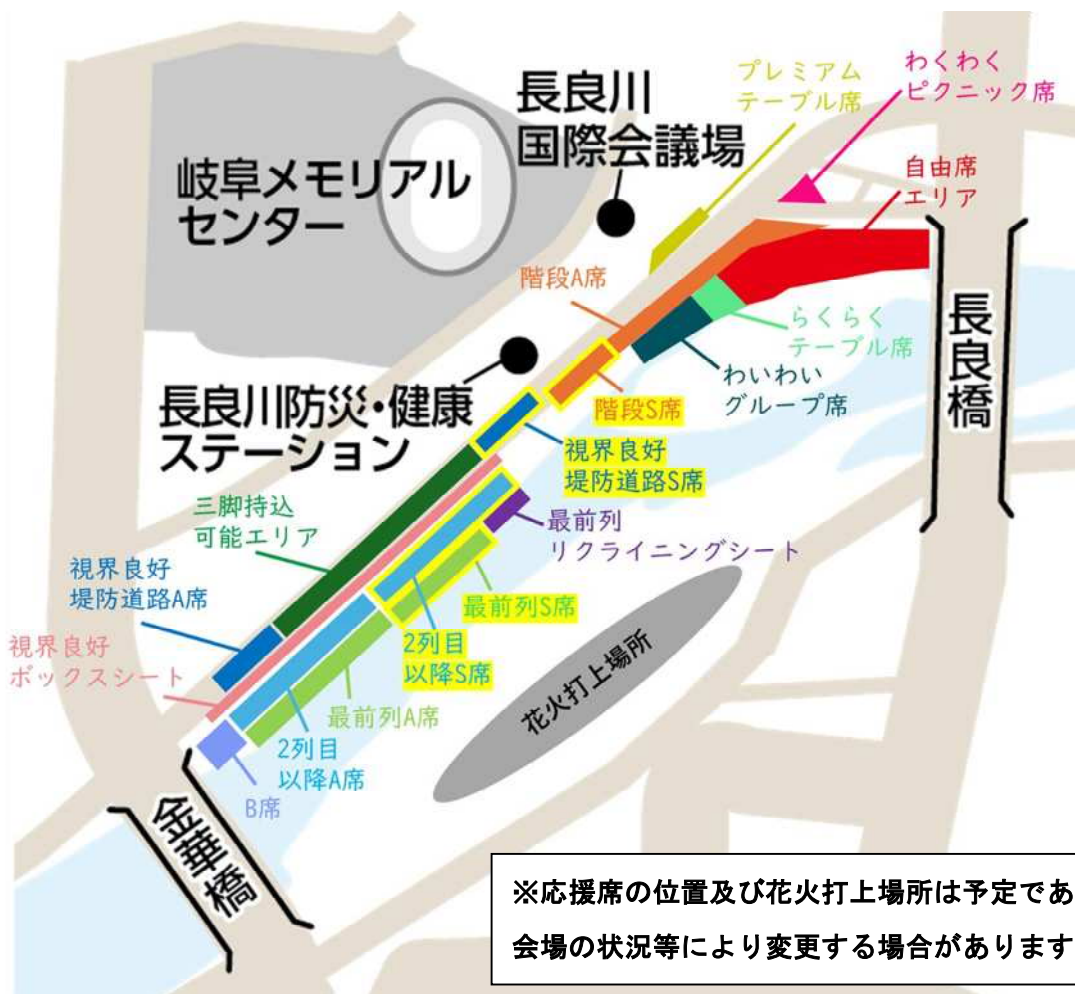 プレミアム
テーブル席
わくわく
ピクニック席
長良川
国際会議場
岐阜メモリアル
センター
自由席
エリア
階段A席
らくらく
テーブル席
長良橋
わいわい
グループ席
長良川防災・健康
ステーション
階段S席
視界良好
堤防道路S席
三脚持込
可能エリア
最前列
リクライニングシート
視界良好
堤防道路A席
最前列S席
2列目
以降S席
視界良好
ボックスシート
花火打上場所
最前列A席
2列目
以降A席
B席
金華橋
※応援席の位置及び花火打上場所は予定であ
会場の状況等により変更する場合があります